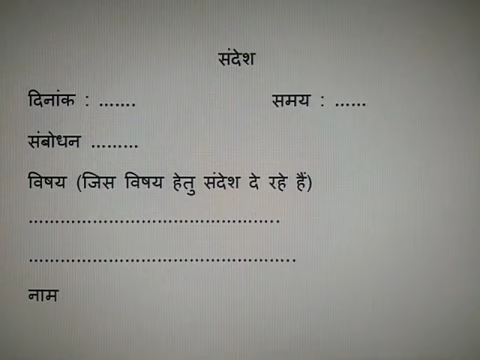 संदेश
दिनांक : ....... समय : ......
संबोधन .........
विषय (जिस विषय हेतु संदेश दे रहे हैं)
................................................
...................................................
नाम